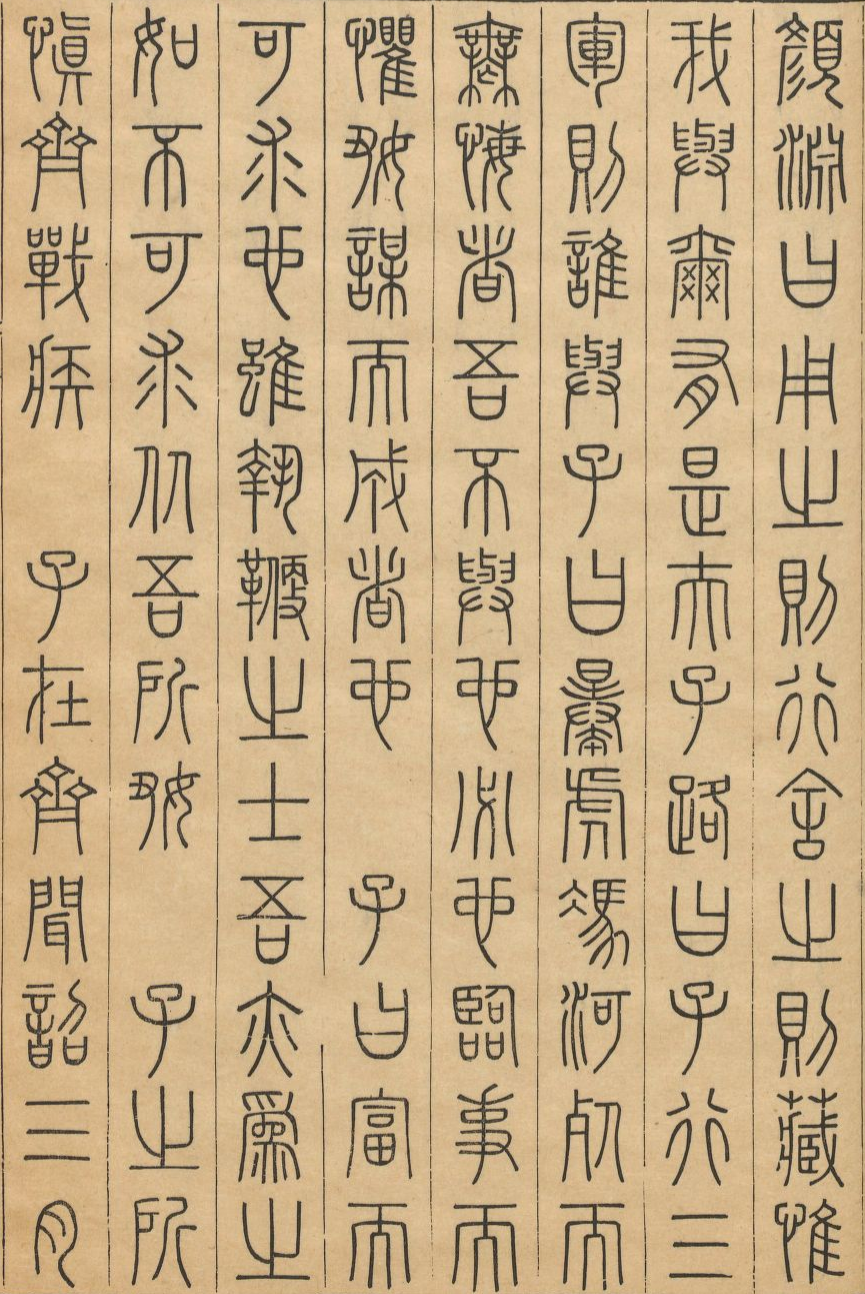 顏淵曰用之則行舍之則藏惟
我與爾有是夫子路曰子行三
軍則誰與子曰暴虎馮河死而
無悔者吾不與也必也臨事而
懼好謀而成者也 子曰富而
可求也雖執鞭之士吾亦爲之
如不可求从吾所好 子之所
慎齊戰疾 子在齊聞詔三月